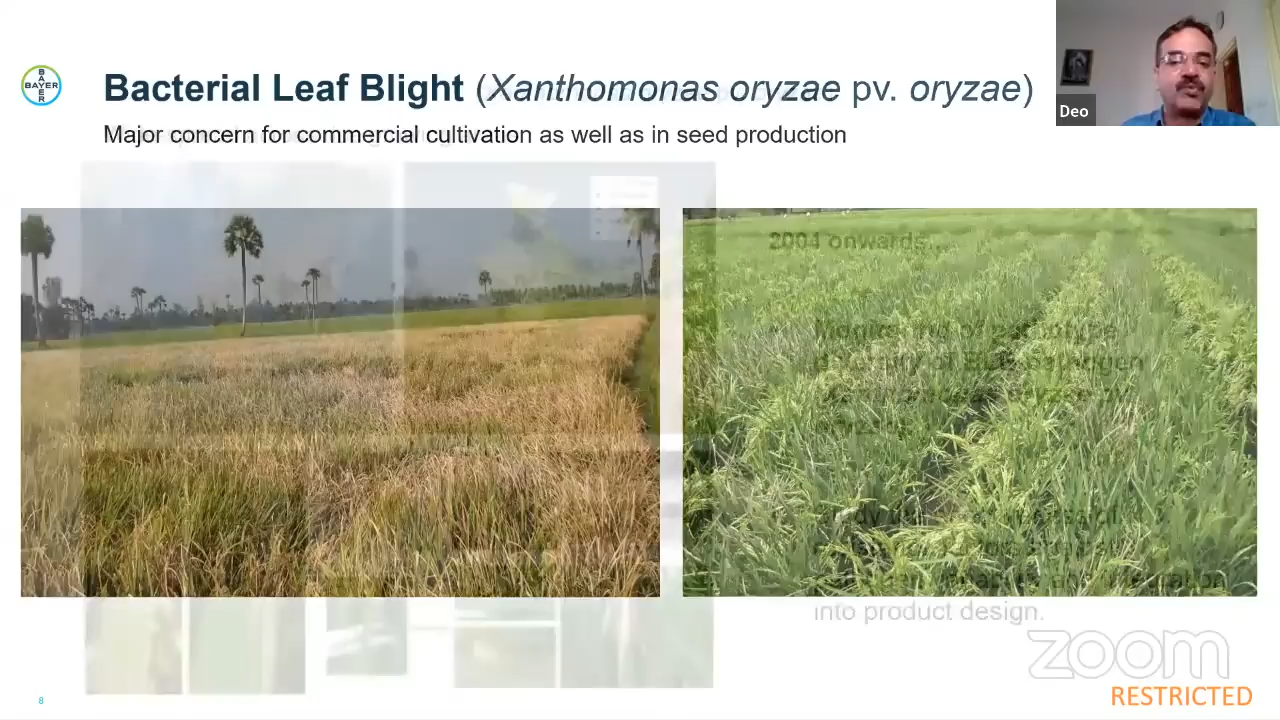 BAYER
BAYER
Bacterial Leaf Blight (Xanthomonas oryzae pv. oryzae)
Major concern for commercial cultivation as well as in seed production
Deo
2004 onwards...
into product design.
zoom
RESTRICTED
8